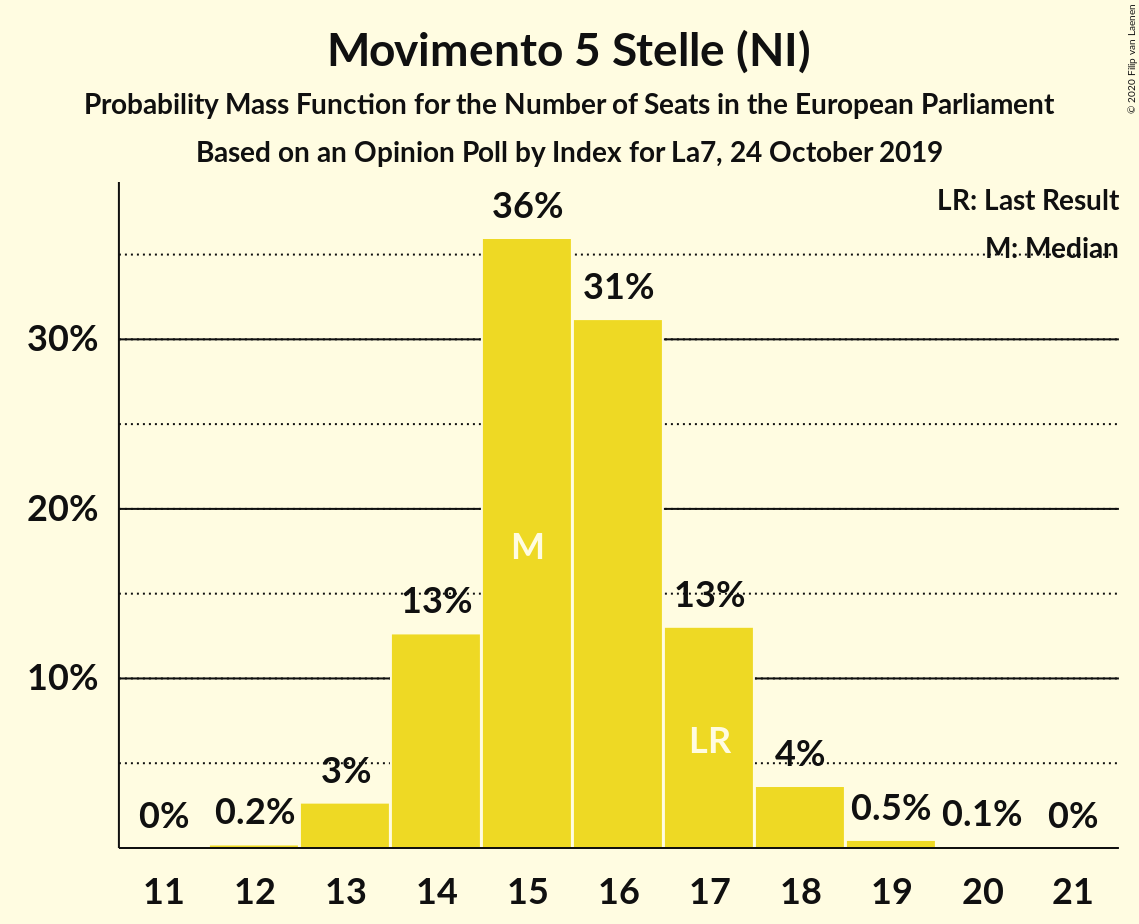 Movimento 5 Stelle (NI)
Probability Mass Function for the Number of Seats in the European Parliament
Based on an Opinion Poll by Index for La7, 24 October 2019
© 2020 Filip van Laenen
LR: Last Result
M: Median
30%
20%
10%
0%
0.2%
3%
13%
36%
31%
13%
4%
0.5%
0.1%
0%
M
LR
11 12 13 14 15 16 17 18 19 20 21